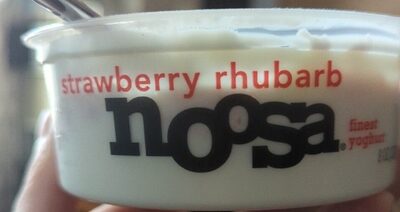 strawberry rhubarb
noosa®
finest
yoghurt